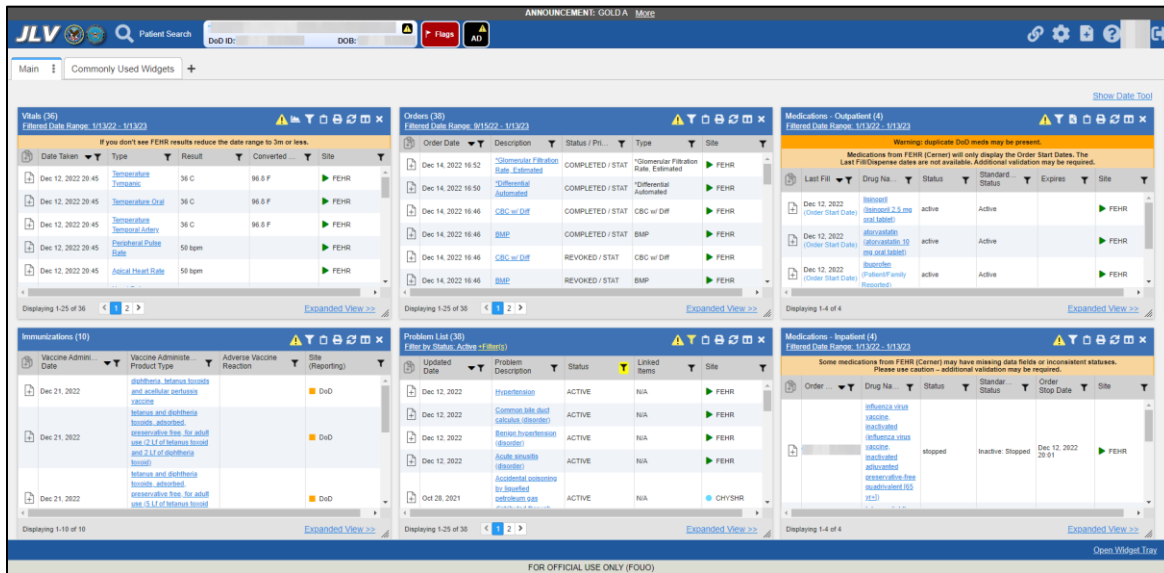 ANNOUNCEMENT: GOLD A More
JLV
Patient Search
DoD ID:
DOB:
Flags
AD
Main
Commonly Used Widgets
+
Show Date Tool
Vitals (36)
Filtered Date Range: 1/13/22 - 1/13/23
If you don't see FEHR results reduce the date range to 3m or less.
Date Taken Type Result Converted ... Site
Dec 12, 2022 20:45 Temperature Tympanic 36 C 96.8 F FEHR
Dec 12, 2022 20:45 Temperature Oral 36 C 96.8 F FEHR
Dec 12, 2022 20:45 Temperature Temporal Artery 36 C 96.8 F FEHR
Dec 12, 2022 20:45 Peripheral Pulse Rate 50 bpm FEHR
Dec 12, 2022 20:45 Apical Heart Rate 50 bpm FEHR
Displaying 1-25 of 36 < 1 2 > Expanded View >>
Orders (38)
Filtered Date Range: 9/15/22 - 1/13/23
Order Date Description Status / Pri... Type Site
Dec 14, 2022 16:52 *Glomerular Filtration Rate, Estimated COMPLETED / STAT *Glomerular Filtration Rate, Estimated FEHR
Dec 14, 2022 16:50 *Differential Automated COMPLETED / STAT *Differential Automated FEHR
Dec 14, 2022 16:46 CBC w/ Diff COMPLETED / STAT CBC w/ Diff FEHR
Dec 14, 2022 16:46 BMP COMPLETED / STAT BMP FEHR
Dec 14, 2022 16:46 CBC w/ Diff REVOKED / STAT CBC w/ Diff FEHR
Dec 14, 2022 16:46 BMP REVOKED / STAT BMP FEHR
Displaying 1-25 of 38 < 1 2 > Expanded View >>
Medications - Outpatient (4)
Filtered Date Range: 1/13/22 - 1/13/23
Warning: duplicate DoD meds may be present.
Medications from FEHR (Cerner) will only display the Order Start Dates. The
Last Fill/Dispense dates are not available. Additional validation may be required.
Last Fill Drug Na... Status Standard... Status Expires Site
Dec 12, 2022 (Order Start Date) lisinopril (lisinopril 2.5 mg oral tablet) active Active FEHR
Dec 12, 2022 (Order Start Date) atorvastatin (atorvastatin 10 mg oral tablet) active Active FEHR
Dec 12, 2022 (Order Start Date) ibuprofen (Patient/Family Reported) active Active FEHR
Displaying 1-4 of 4 Expanded View >>
Immunizations (10)
Vaccine Admini... Date Vaccine Administe... Product Type Adverse Vaccine Reaction Site (Reporting)
Dec 21, 2022 diphtheria, tetanus toxoids and acellular pertussis vaccine DoD
Dec 21, 2022 tetanus and diphtheria toxoids, adsorbed, preservative free, for adult use (2 Lf of tetanus toxoid and 2 Lf of diphtheria toxoid) DoD
Dec 21, 2022 tetanus and diphtheria toxoids, adsorbed, preservative free, for adult use (5 Lf of tetanus toxoid DoD
Displaying 1-10 of 10 Expanded View >>
Problem List (38)
Filter by Status: Active +Filter(s)
Updated Date Problem Description Status Linked Items Site
Dec 12, 2022 Hypertension ACTIVE N/A FEHR
Dec 12, 2022 Common bile duct calculus (disorder) ACTIVE N/A FEHR
Dec 12, 2022 Benign hypertension (disorder) ACTIVE N/A FEHR
Dec 12, 2022 Acute sinusitis (disorder) ACTIVE N/A FEHR
Oct 28, 2021 Accidental poisoning by liquefied petroleum gas ACTIVE N/A CHYSHR
Displaying 1-25 of 38 < 1 2 > Expanded View >>
Medications - Inpatient (4)
Filtered Date Range: 1/13/22 - 1/13/23
Some medications from FEHR (Cerner) may have missing data fields or inconsistent statuses.
Please use caution – additional validation may be required.
Order ... Drug Na... Status Standar... Status Order Stop Date Site
influenza virus vaccine, inactivated (influenza virus vaccine, inactivated adjuvanted preservative-free quadrivalent [65 yr+]) stopped Inactive: Stopped Dec 12, 2022 20:01 FEHR
Displaying 1-4 of 4 Expanded View >>
Open Widget Tray
FOR OFFICIAL USE ONLY (FOUO)